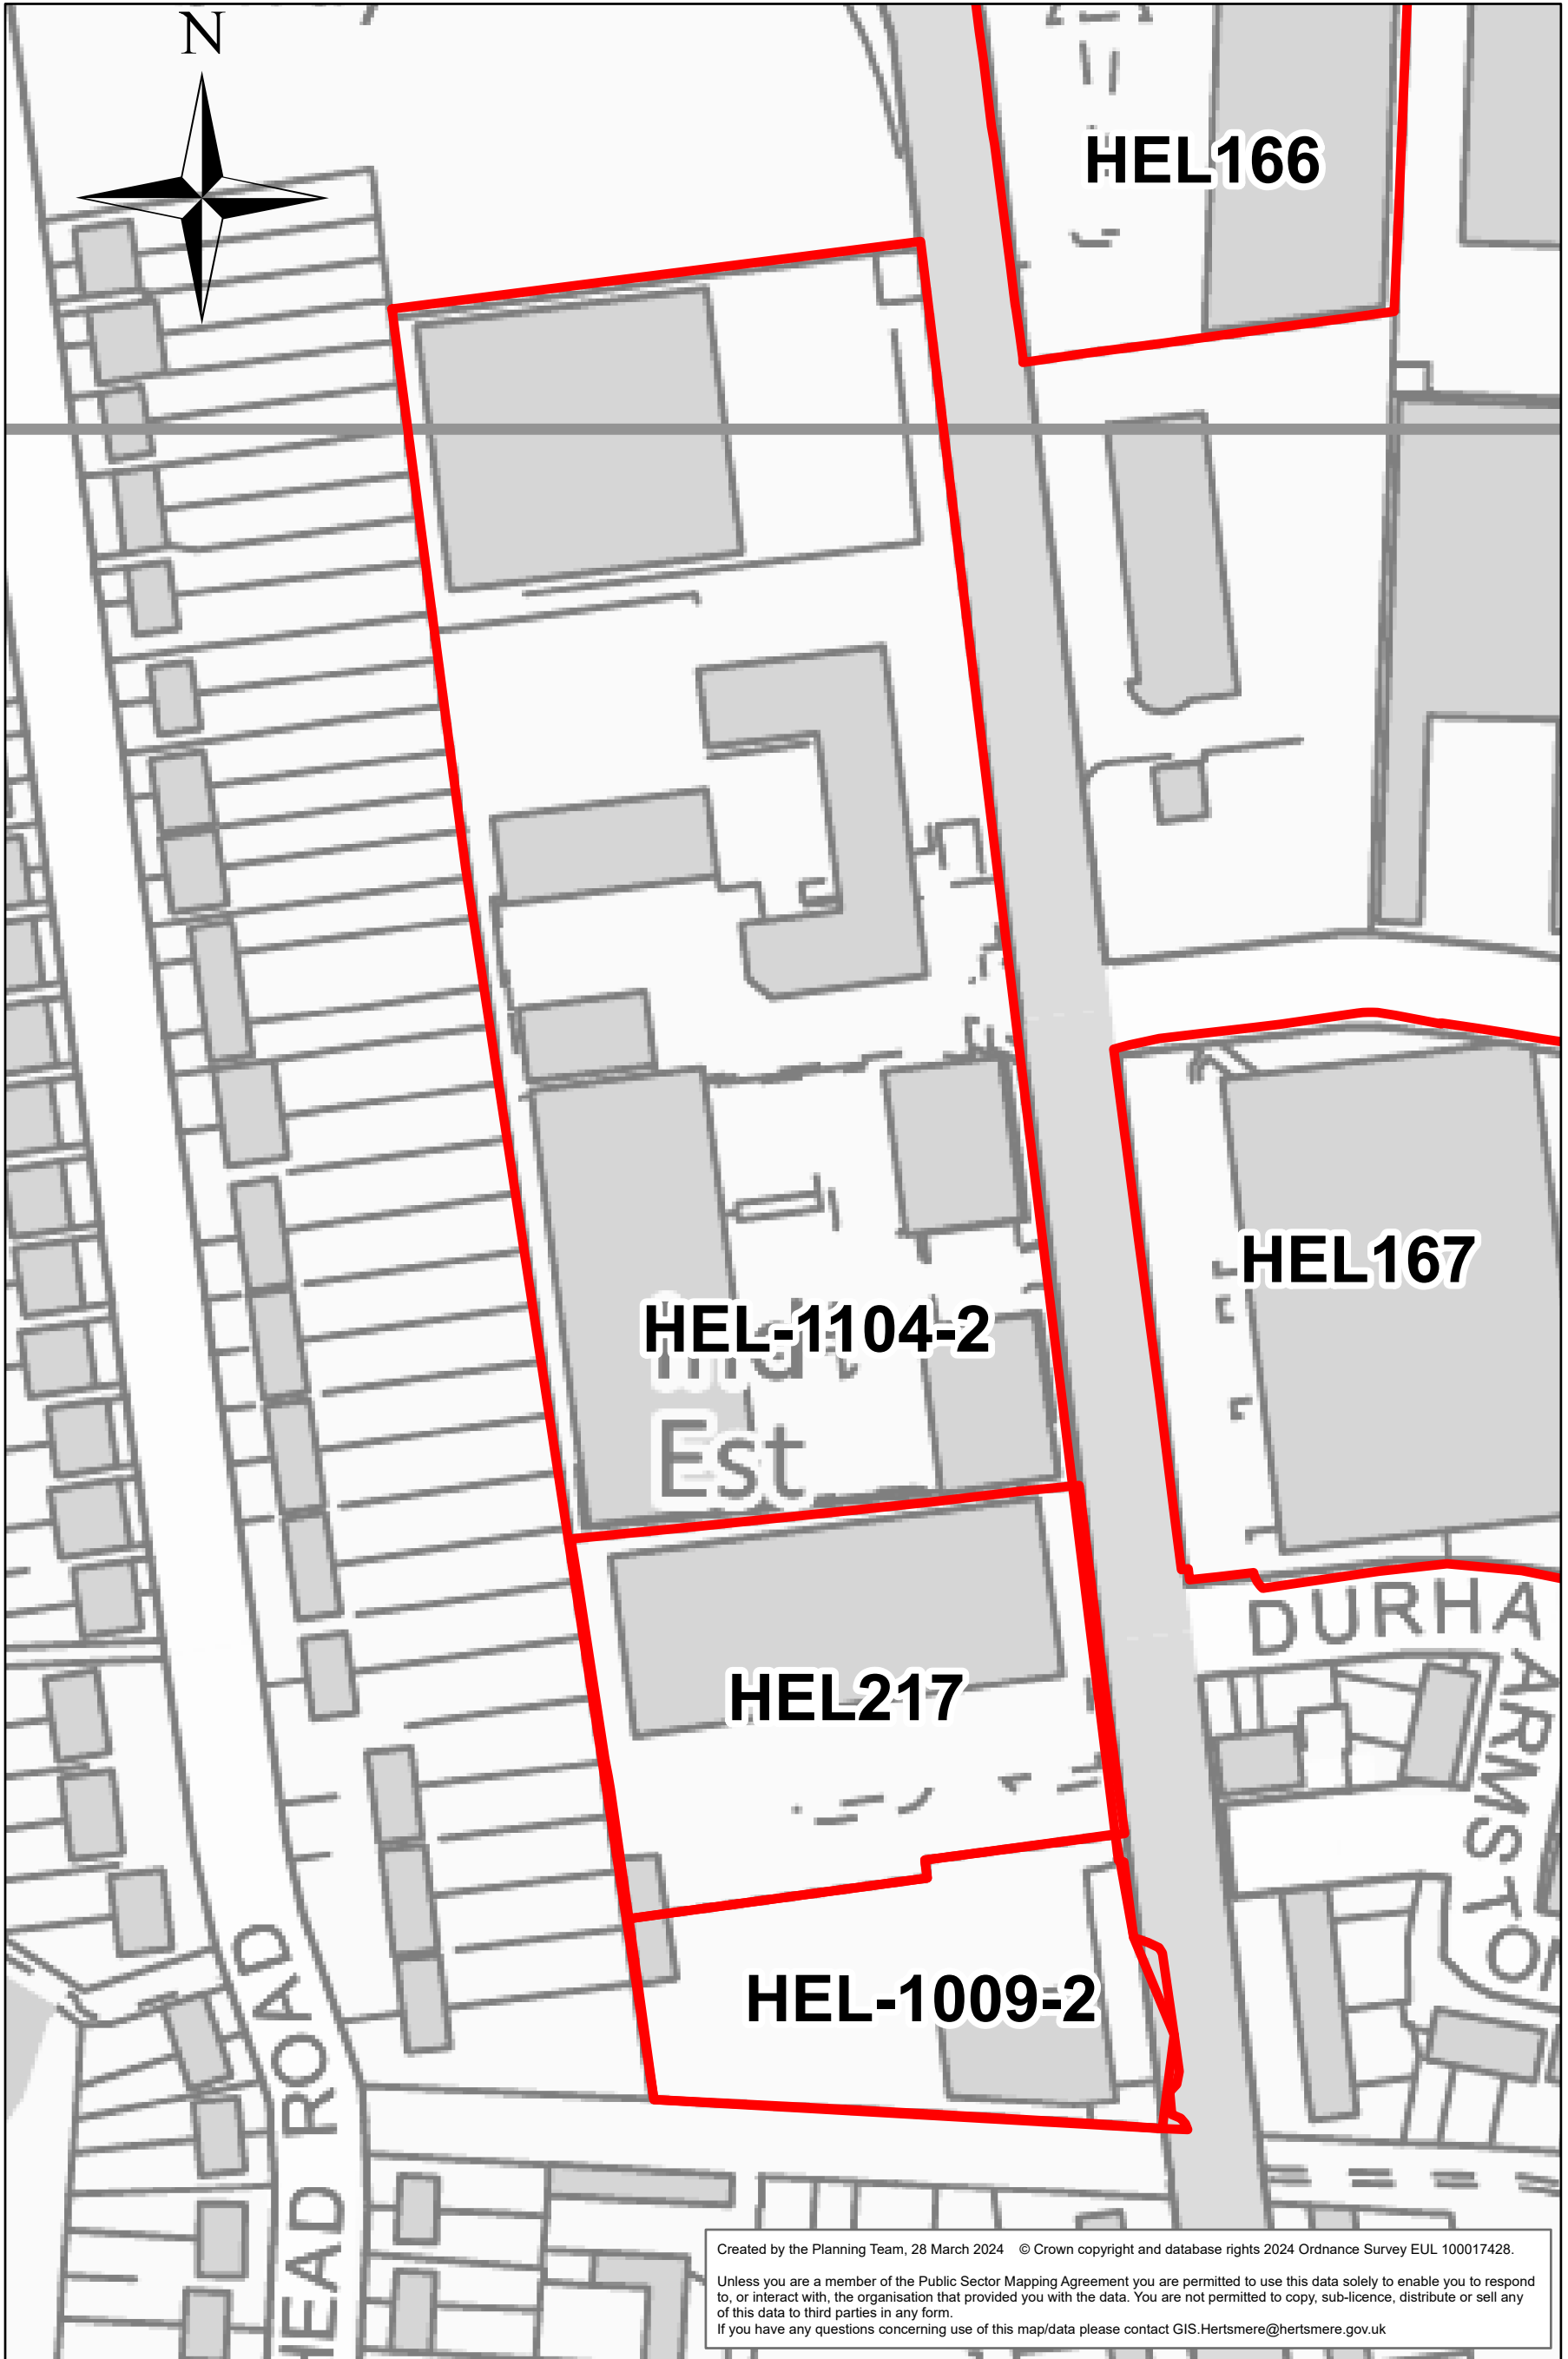 N
HEL166
HEL167
HEL-1104-2
Est
DURHA
HEL217
ARMSTO
HEL-1009-2
HEAD ROAD
Created by the Planning Team, 28 March 2024 © Crown copyright and database rights 2024 Ordnance Survey EUL 100017428.
Unless you are a member of the Public Sector Mapping Agreement you are permitted to use this data solely to enable you to respond
to, or interact with, the organisation that provided you with the data. You are not permitted to copy, sub-licence, distribute or sell any
of this data to third parties in any form.
If you have any questions concerning use of this map/data please contact GIS.Hertsmere@hertsmere.gov.uk